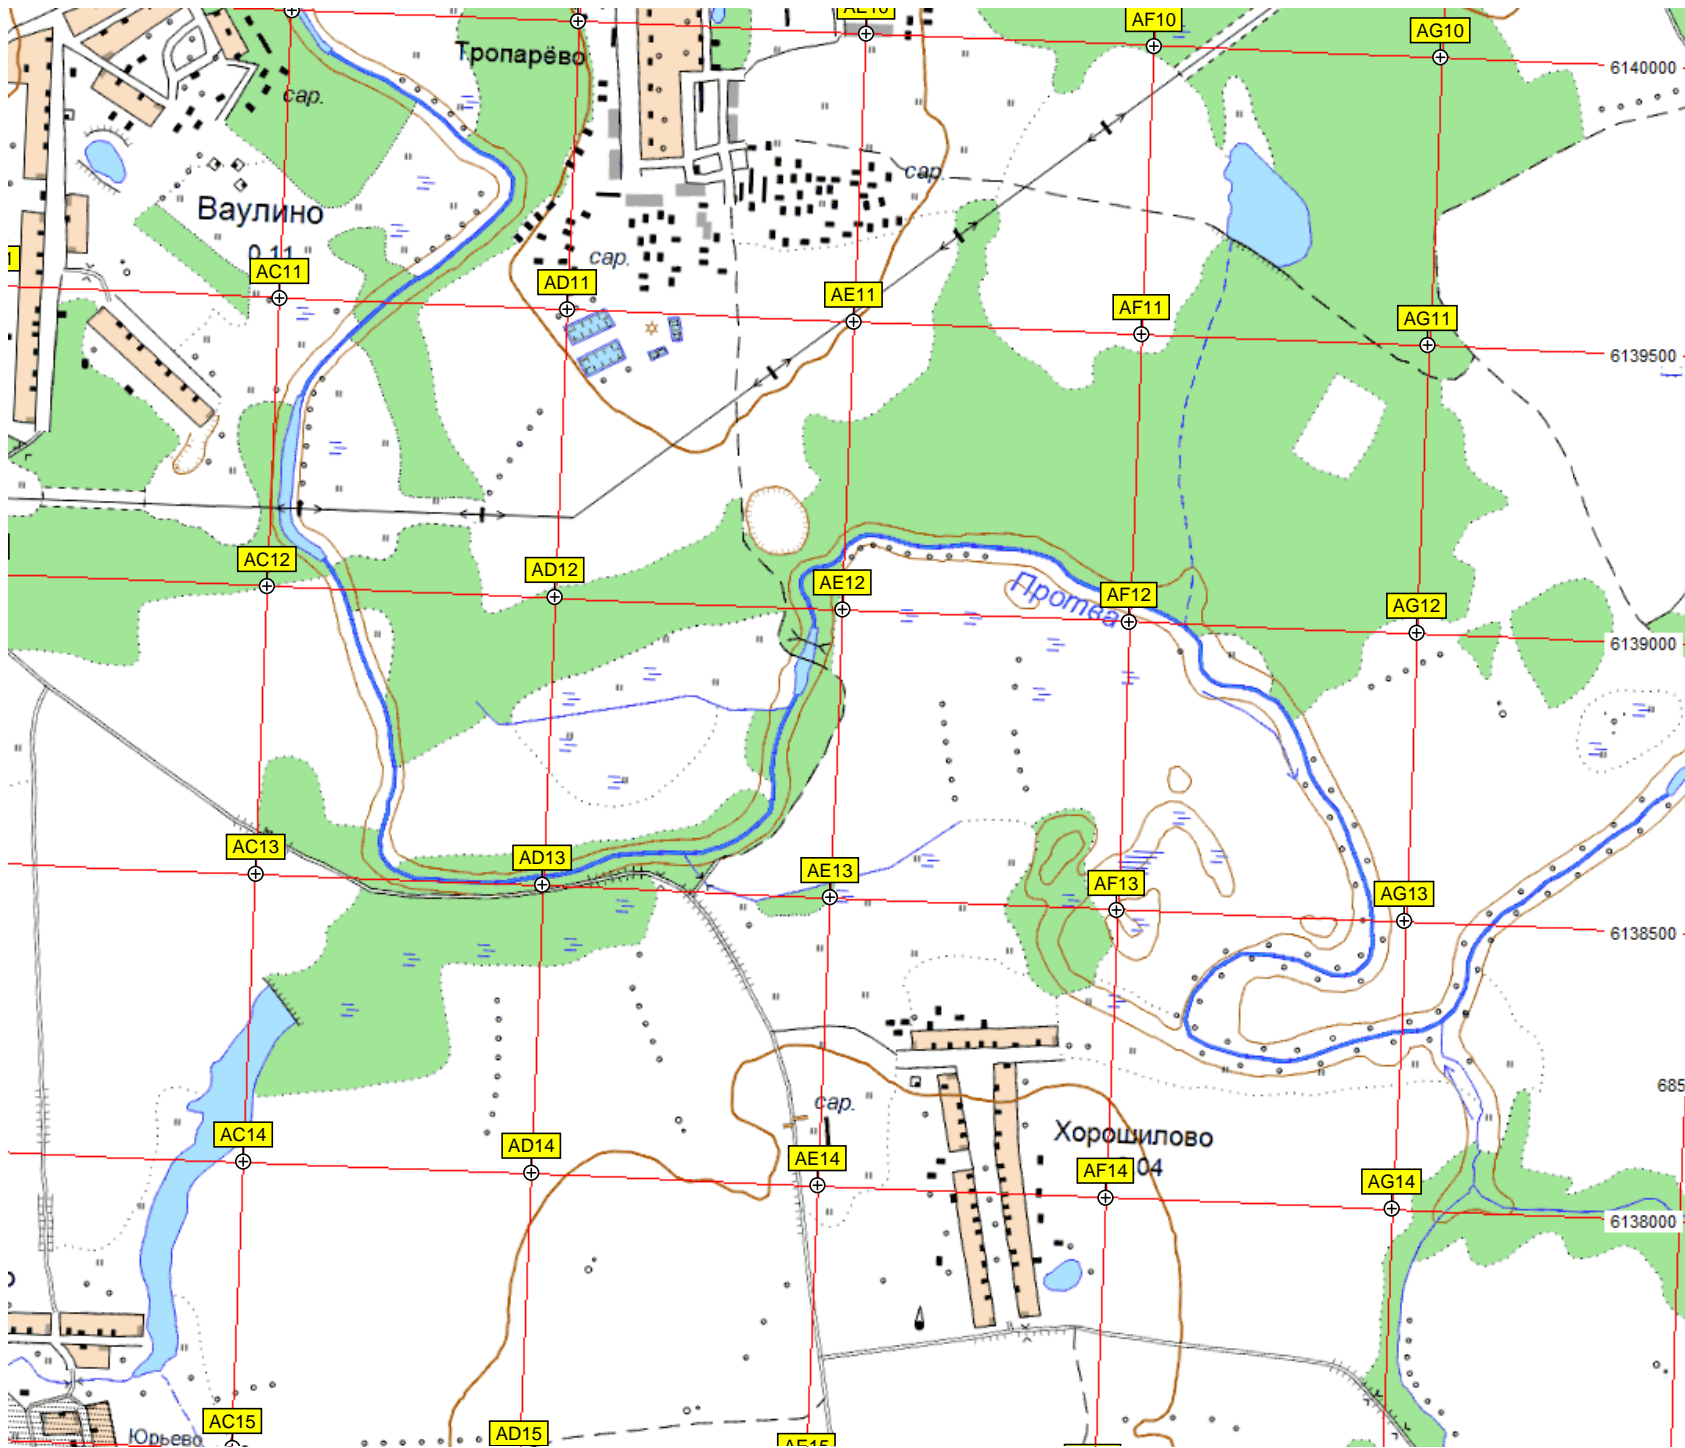 AF10
AG10
Тропарёво
6140000
сар.
сар.
Ваулино
0.11
сар.
AC11
AD11
AE11
AF11
AG11
6139500
AC12
AD12
AE12
AF12
AG12
Протва
6139000
AC13
AD13
AE13
AF13
AG13
6138500
685
сар.
Хорошилово
AC14
AD14
AE14
AF14
04
AG14
6138000
AC15
AD15
Юрьево